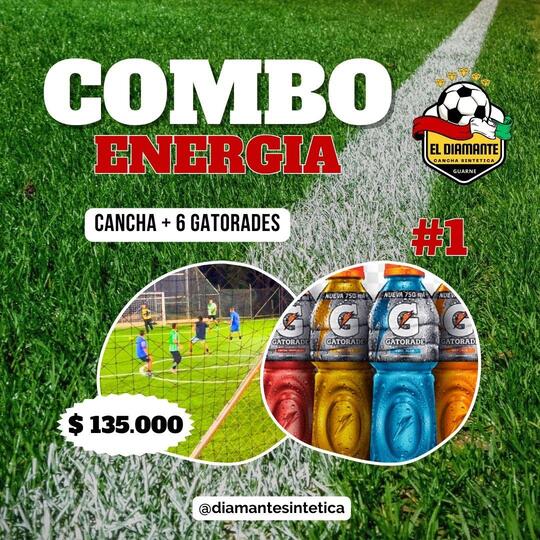 COMBO
ENERGIA
EL DIAMANTE
CANCHA SINTETICA
GUARNE
CANCHA + 6 GATORADES
#1
NUEVA 750 ml
NUEVA 750 ml
G
G
G
G
GATORADE
GATORADE
GATORADE
GATORADE
$ 135.000
@diamantesintetica